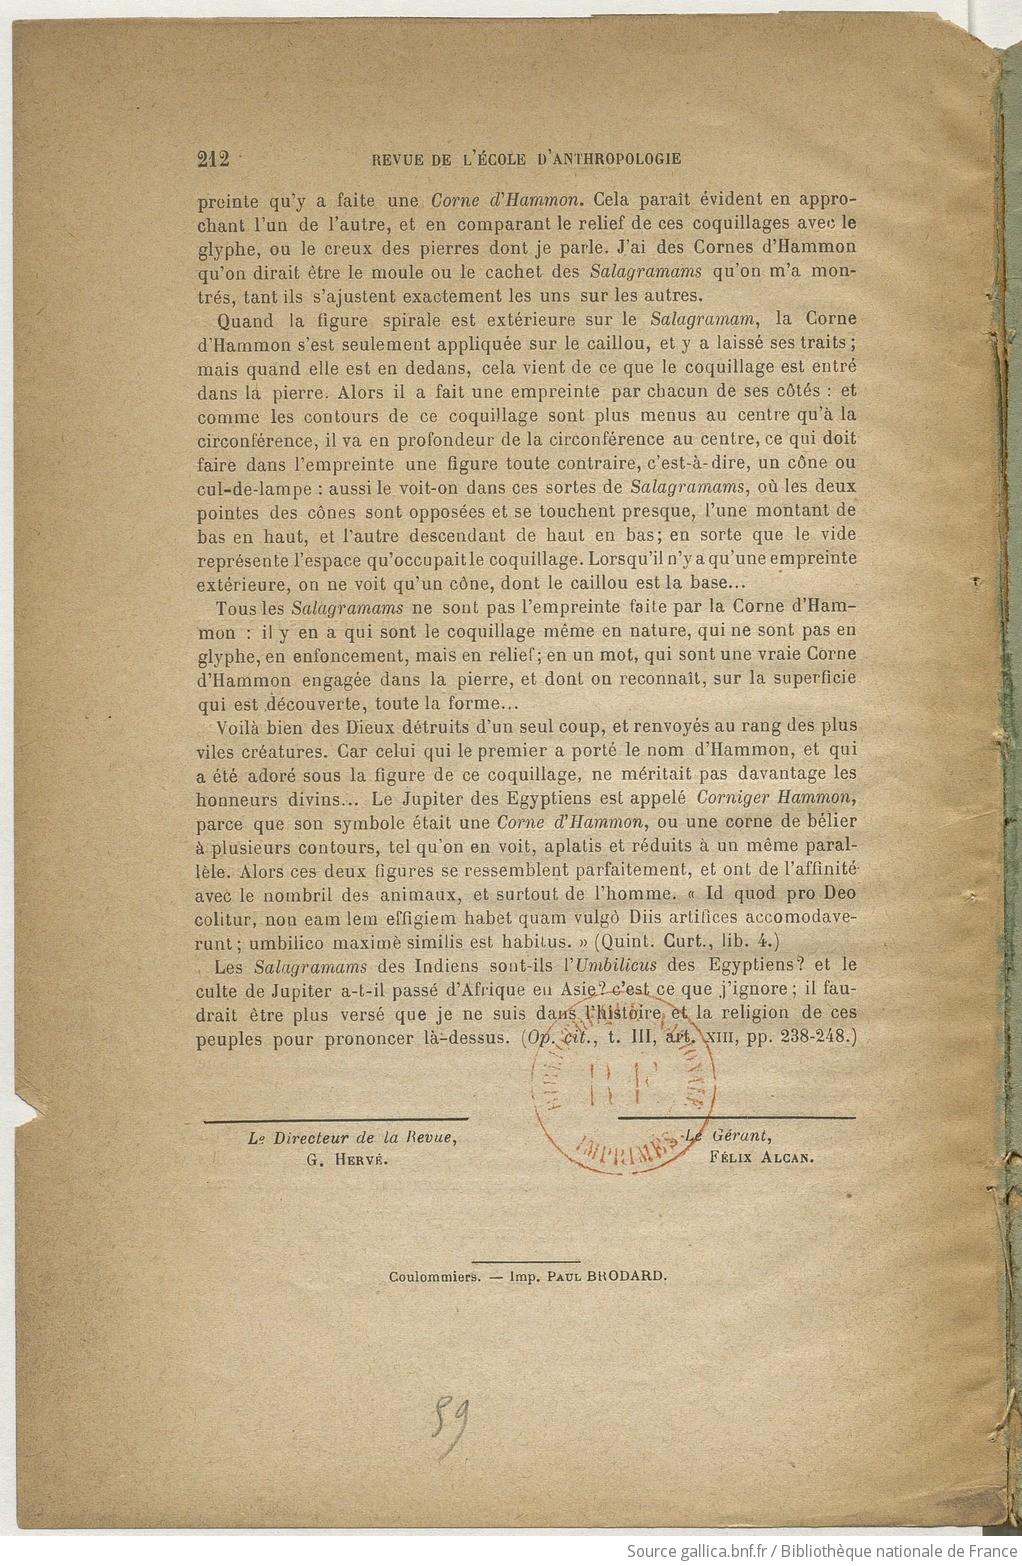 212
REVUE DE L'ÉCOLE D'ANTHROPOLOGIE
preinte qu'y a faite une Corne d'Hammon. Cela paraît évident en appro-
chant l'un de l'autre, et en comparant le relief de ces coquillages avec le
glyphe, ou le creux des pierres dont je parle. J'ai des Cornes d'Hammon
qu'on dirait être le moule ou le cachet des Salagramams qu'on m'a mon-
trés, tant ils s'ajustent exactement les uns sur les autres.
Quand la figure spirale est extérieure sur le Salagramam, la Corne
d'Hammon s'est seulement appliquée sur le caillou, et y a laissé ses traits ;
mais quand elle est en dedans, cela vient de ce que le coquillage est entré
dans la pierre. Alors il a fait une empreinte par chacun de ses côtés : et
comme les contours de ce coquillage sont plus menus au centre qu'à la
circonférence, il va en profondeur de la circonférence au centre, ce qui doit
faire dans l'empreinte une figure toute contraire, c'est-à-dire, un cône ou
cul-de-lampe : aussi le voit-on dans ces sortes de Salagramams, où les deux
pointes des cônes sont opposées et se touchent presque, l'une montant de
bas en haut, et l'autre descendant de haut en bas; en sorte que le vide
représente l'espace qu'occupait le coquillage. Lorsqu'il n'y a qu'une empreinte
extérieure, on ne voit qu'un cône, dont le caillou est la base...
Tous les Salagramams ne sont pas l'empreinte faite par la Corne d'Ham-
mon : il y en a qui sont le coquillage même en nature, qui ne sont pas en
glyphe, en enfoncement, mais en relief; en un mot, qui sont une vraie Corne
d'Hammon engagée dans la pierre, et dont on reconnaît, sur la superficie
qui est découverte, toute la forme...
Voilà bien des Dieux détruits d'un seul coup, et renvoyés au rang des plus
viles créatures. Car celui qui le premier a porté le nom d'Hammon, et qui
a été adoré sous la figure de ce coquillage, ne méritait pas davantage les
honneurs divins... Le Jupiter des Egyptiens est appelé Corniger Hammon,
parce que son symbole était une Corne d'Hammon, ou une corne de bélier
à plusieurs contours, tel qu'on en voit, aplatis et réduits à un même paral-
lèle. Alors ces deux figures se ressemblent parfaitement, et ont de l'affinité
avec le nombril des animaux, et surtout de l'homme. « Id quod pro Deo
colitur, non eam lem effigiem habet quam vulgò Diis artifices accomodave-
runt ; umbilico maximè similis est habitus. » (Quint. Curt., lib. 4.)
Les Salagramams des Indiens sont-ils l'Umbilicus des Egyptiens? et le
culte de Jupiter a-t-il passé d'Afrique en Asie? c'est ce que j'ignore ; il fau-
drait être plus versé que je ne suis dans l'histoire et la religion de ces
peuples pour prononcer là-dessus. (Op. cit., t. III, art. XIII, pp. 238-248.)
BIBLIOTHÈQUE NATIONALE
RF
IMPRIMÉS
Le Directeur de la Revue,
G. HERVÉ.
Le Gérant,
FÉLIX ALCAN.
Coulommiers. — Imp. PAUL BRODARD.
59
Source gallica.bnf.fr / Bibliothèque nationale de France